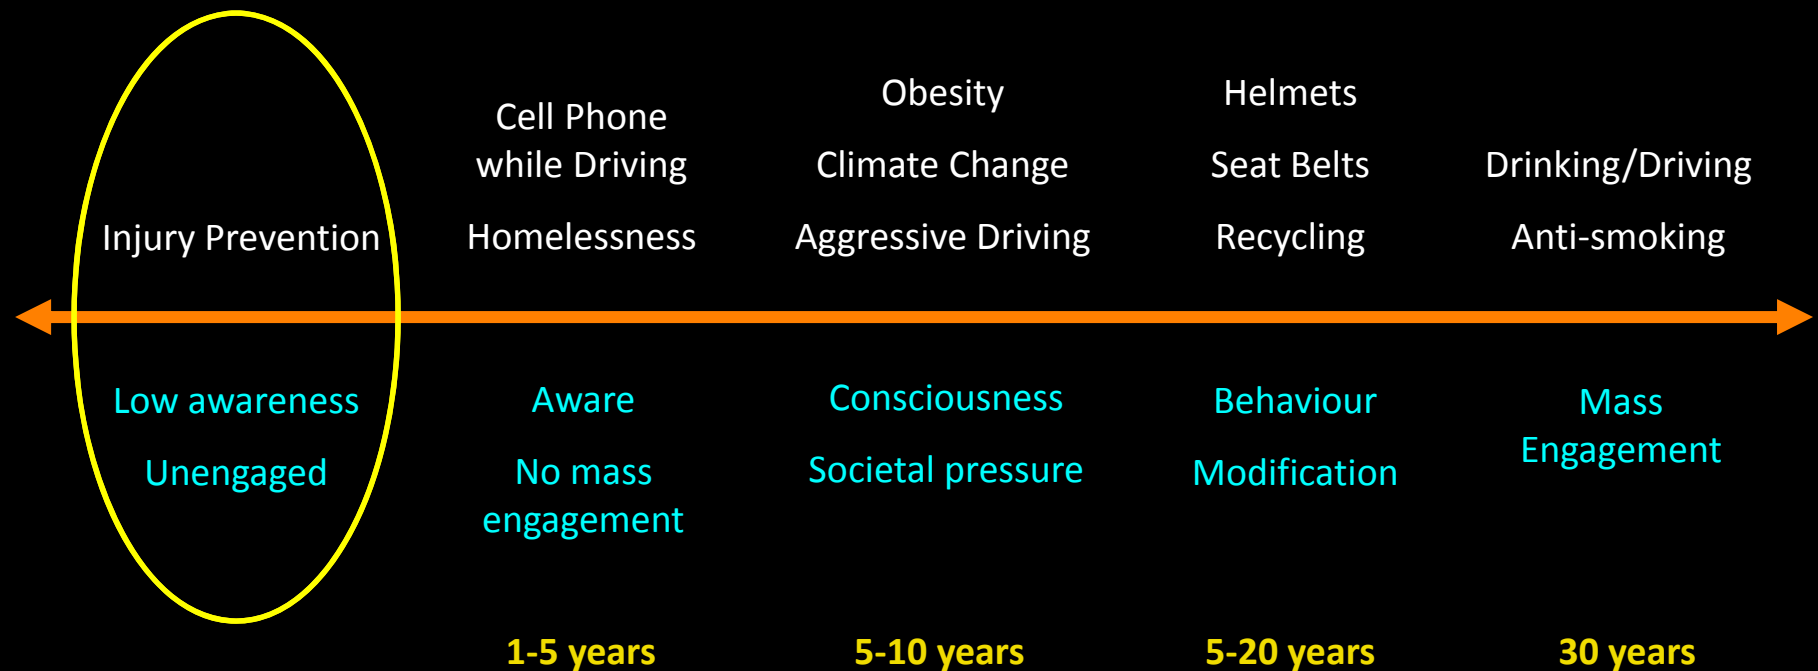 Injury Prevention
Cell Phone
while Driving
Homelessness
Obesity
Climate Change
Aggressive Driving
Helmets
Seat Belts
Recycling
Drinking/Driving
Anti-smoking
Low awareness
Unengaged
Aware
No mass
engagement
Consciousness
Societal pressure
Behaviour
Modification
Mass
Engagement
1-5 years
5-10 years
5-20 years
30 years